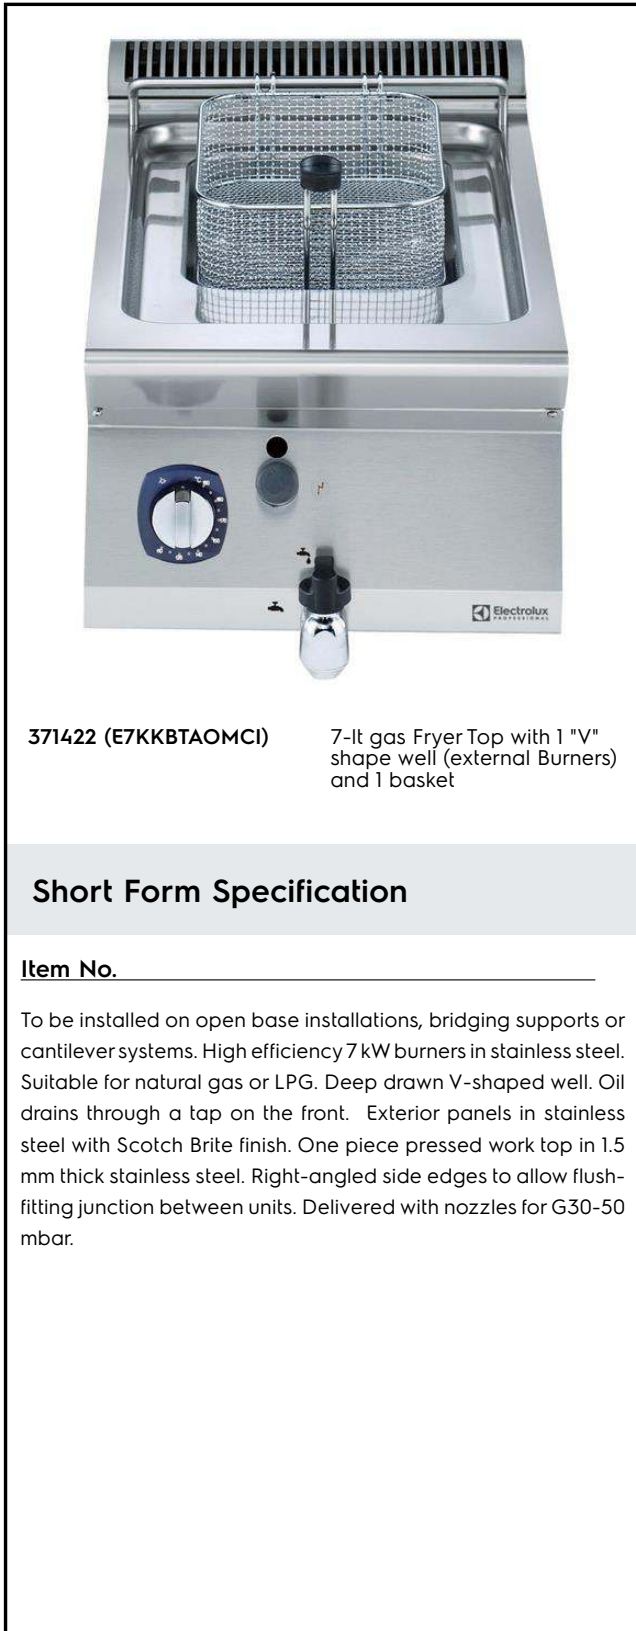 Electrolux
PROFESSIONAL
371422 (E7KKBTAOMCI)
7-lt gas Fryer Top with 1 "V"
shape well (external Burners)
and 1 basket
Short Form Specification
Item No.
To be installed on open base installations, bridging supports or
cantilever systems. High efficiency 7 kW burners in stainless steel.
Suitable for natural gas or LPG. Deep drawn V-shaped well. Oil
drains through a tap on the front. Exterior panels in stainless
steel with Scotch Brite finish. One piece pressed work top in 1.5
mm thick stainless steel. Right-angled side edges to allow flush-
fitting junction between units. Delivered with nozzles for G30-50
mbar.